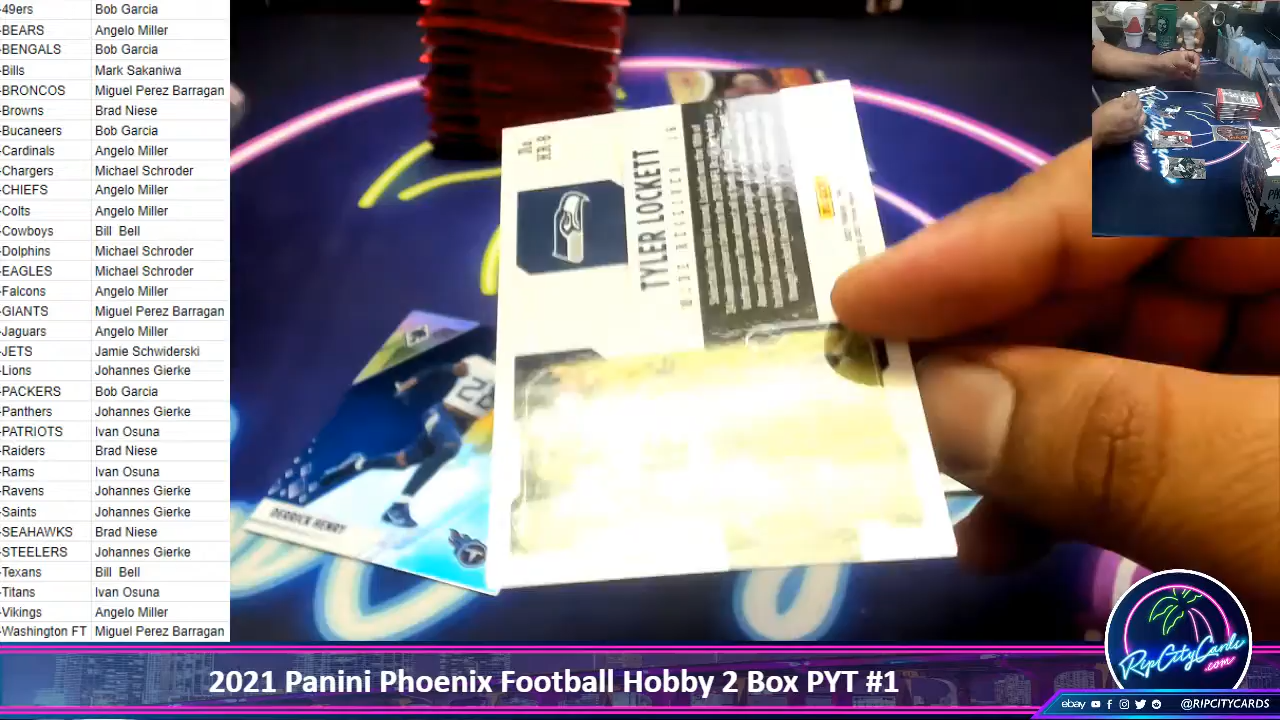 -49ers Bob Garcia
-BEARS Angelo Miller
-BENGALS Bob Garcia
-Bills Mark Sakaniwa
-BRONCOS Miguel Perez Barragan
-Browns Brad Niese
-Bucaneers Bob Garcia
-Cardinals Angelo Miller
-Chargers Michael Schroder
-CHIEFS Angelo Miller
-Colts Angelo Miller
-Cowboys Bill Bell
-Dolphins Michael Schroder
-EAGLES Michael Schroder
-Falcons Angelo Miller
-GIANTS Miguel Perez Barragan
-Jaguars Angelo Miller
-JETS Jamie Schwiderski
-Lions Johannes Gierke
-PACKERS Bob Garcia
-Panthers Johannes Gierke
-PATRIOTS Ivan Osuna
-Raiders Brad Niese
-Rams Ivan Osuna
-Ravens Johannes Gierke
-Saints Johannes Gierke
-SEAHAWKS Brad Niese
-STEELERS Johannes Gierke
-Texans Bill Bell
-Titans Ivan Osuna
-Vikings Angelo Miller
-Washington FT Miguel Perez Barragan
TYLER LOCKETT
WIDE RECEIVER 16
DERRICK HENRY
2021 Panini Phoenix Football Hobby 2 Box PYT #1
RipCityCards
.com
ebay @RIPCITYCARDS